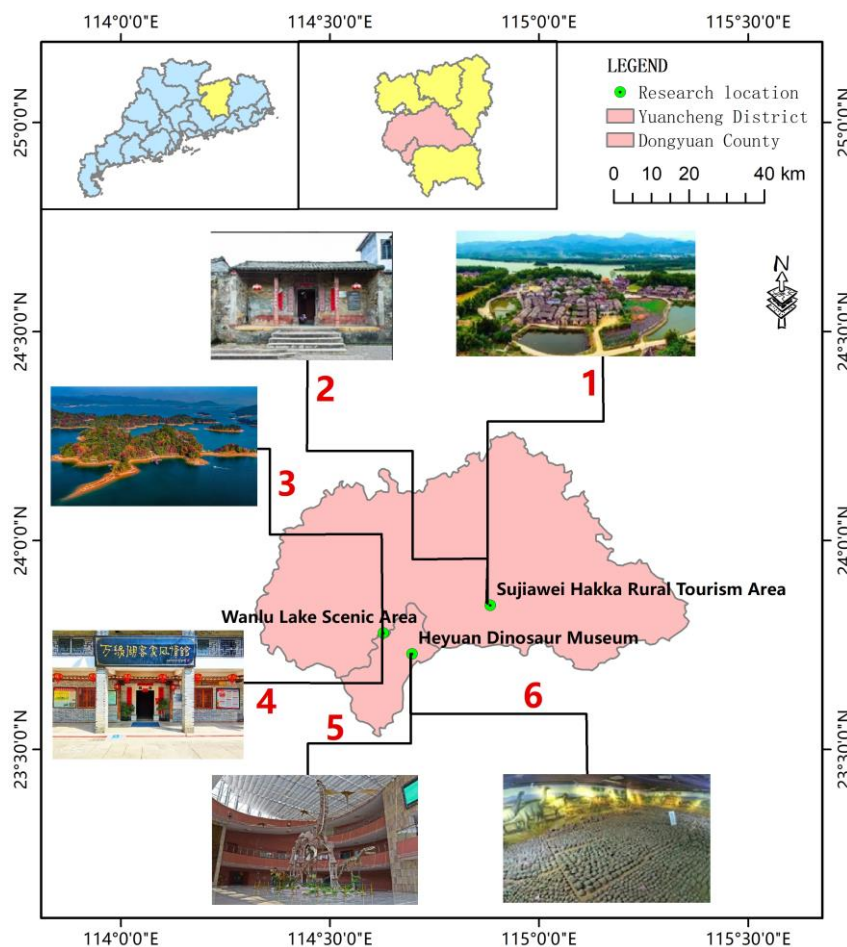 114°0'0"E 114°30'0"E 115°0'0"E 115°30'0"E
25°0'0"N
24°30'0"N
24°0'0"N
23°30'0"N
LEGEND
Research location
Yuancheng District
Dongyuan County
0 10 20 40 km
N
2
1
3
Sujiawei Hakka Rural Tourism Area
Wanlu Lake Scenic Area
Heyuan Dinosaur Museum
万绿湖客家风情馆
4
5
6
25°0'0"N
24°30'0"N
24°0'0"N
23°30'0"N
114°0'0"E 114°30'0"E 115°0'0"E 115°30'0"E